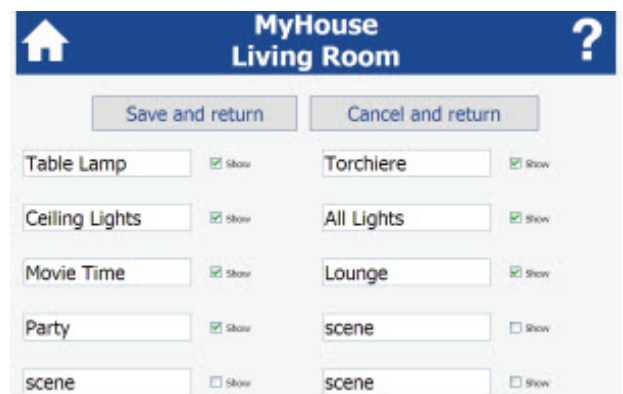 MyHouse
Living Room
?
Save and return Cancel and return
Table Lamp Show Torchiere Show
Ceiling Lights Show All Lights Show
Movie Time Show Lounge Show
Party Show scene Show
scene Show scene Show